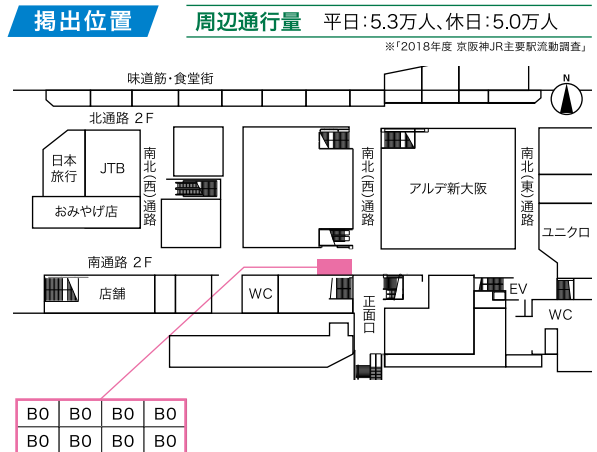 掲出位置
周辺通行量 平日:5.3万人、休日:5.0万人
※「2018年度 京阪神JR主要駅流動調査」
味道筋・食堂街
N
北通路 2F
日本
旅行
JTB
おみやげ店
南北(西)通路
南北(西)通路
アルデ新大阪
南北(東)通路
ユニクロ
南通路 2F
店舗
WC
正面口
EV
WC
B0 B0 B0 B0
B0 B0 B0 B0